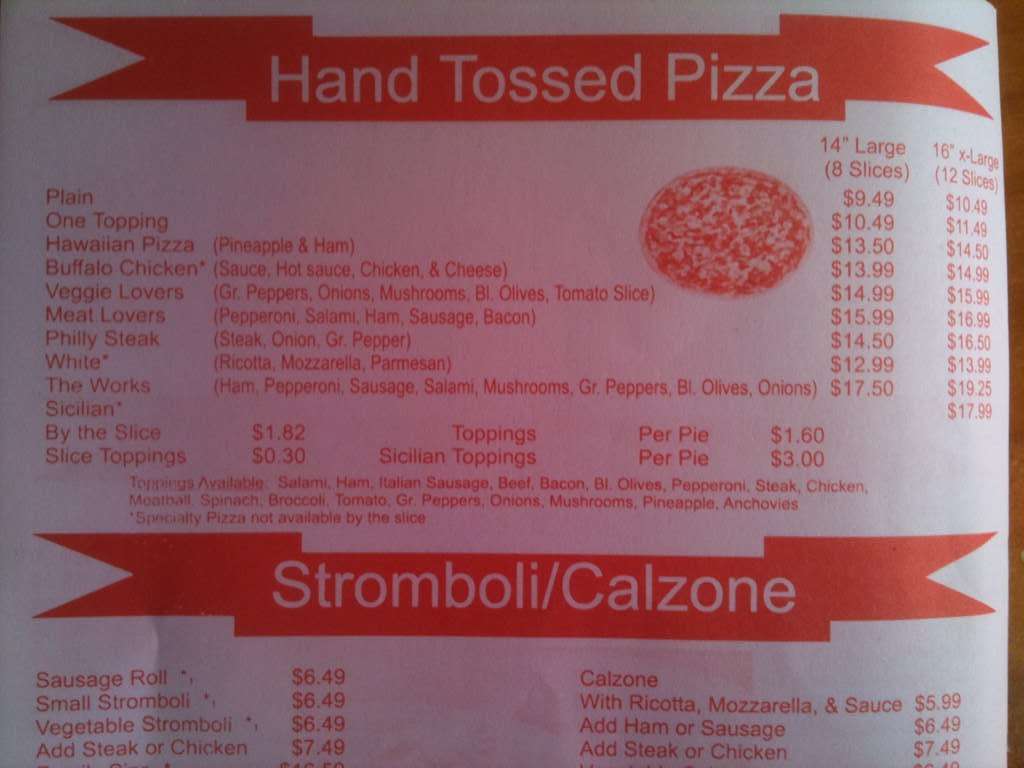 Hand Tossed Pizza
14" Large 16" x-Large
(8 Slices) (12 Slices)
Plain $9.49 $10.49
One Topping $10.49 $11.49
Hawaiian Pizza (Pineapple & Ham) $13.50 $14.50
Buffalo Chicken* (Sauce, Hot sauce, Chicken, & Cheese) $13.99 $14.99
Veggie Lovers (Gr. Peppers, Onions, Mushrooms, Bl. Olives, Tomato Slice) $14.99 $15.99
Meat Lovers (Pepperoni, Salami, Ham, Sausage, Bacon) $15.99 $16.99
Philly Steak (Steak, Onion, Gr. Pepper) $14.50 $16.50
White* (Ricotta, Mozzarella, Parmesan) $12.99 $13.99
The Works (Ham, Pepperoni, Sausage, Salami, Mushrooms, Gr. Peppers, Bl. Olives, Onions) $17.50 $19.25
Sicilian* $17.99
By the Slice $1.82 Toppings Per Pie $1.60
Slice Toppings $0.30 Sicilian Toppings Per Pie $3.00
Toppings Available: Salami, Ham, Italian Sausage, Beef, Bacon, Bl. Olives, Pepperoni, Steak, Chicken,
Meatball, Spinach, Broccoli, Tomato, Gr. Peppers, Onions, Mushrooms, Pineapple, Anchovies
*Specialty Pizza not available by the slice
Stromboli/Calzone
Sausage Roll *, $6.49 Calzone
Small Stromboli *, $6.49 With Ricotta, Mozzarella, & Sauce $5.99
Vegetable Stromboli *, $6.49 Add Ham or Sausage $6.49
Add Steak or Chicken $7.49 Add Steak or Chicken $7.49